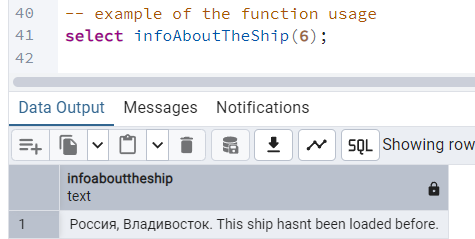 40 -- example of the function usage
41 select infoAboutTheShip(6);
42
Data Output Messages Notifications
SQL Showing row
infoabouttheship
text
1 Россия, Владивосток. This ship hasnt been loaded before.